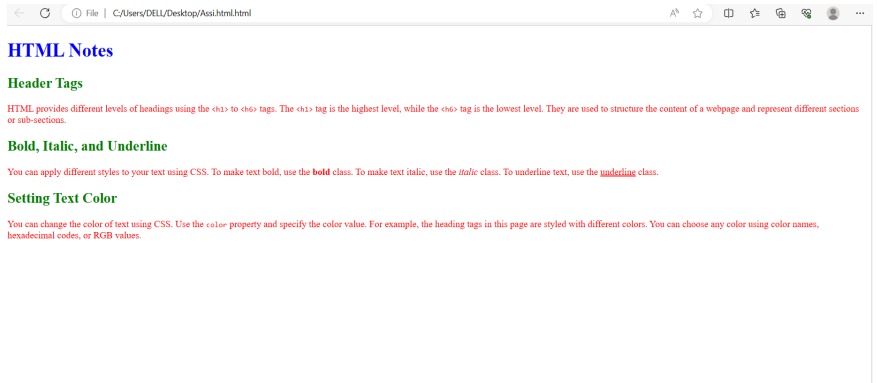 File | C:/Users/DELL/Desktop/Assi.html.html
HTML Notes
Header Tags
HTML provides different levels of headings using the <h1> to <h6> tags. The <h1> tag is the highest level, while the <h6> tag is the lowest level. They are used to structure the content of a webpage and represent different sections
or sub-sections.
Bold, Italic, and Underline
You can apply different styles to your text using CSS. To make text bold, use the bold class. To make text italic, use the italic class. To underline text, use the underline class.
Setting Text Color
You can change the color of text using CSS. Use the color property and specify the color value. For example, the heading tags in this page are styled with different colors. You can choose any color using color names,
hexadecimal codes, or RGB values.